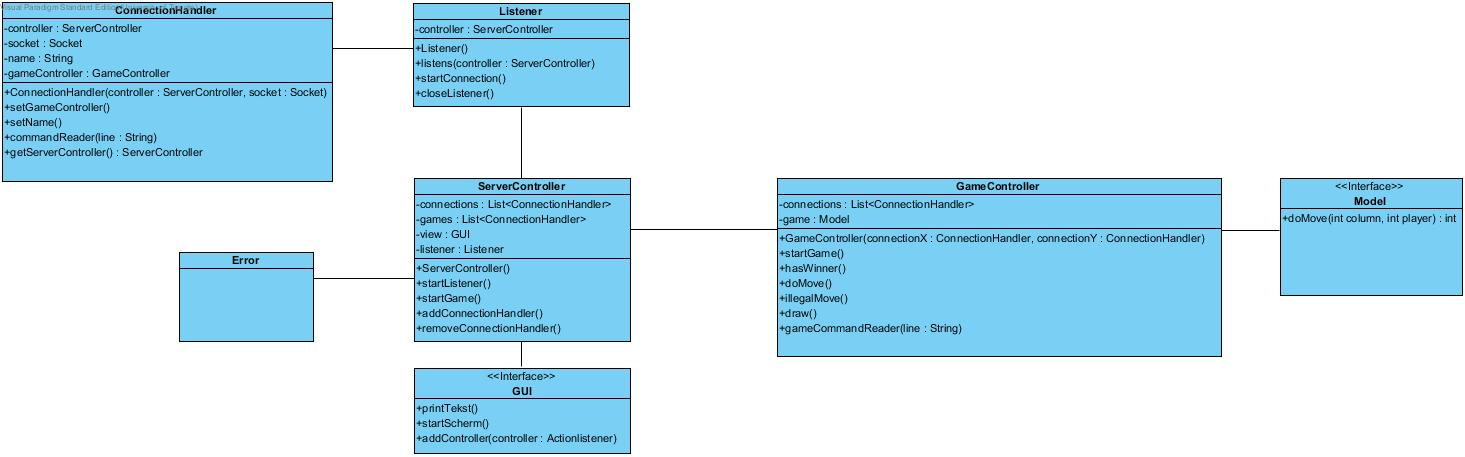 Visual Paradigm Standard Edition
ConnectionHandler
-controller : ServerController
-socket : Socket
-name : String
-gameController : GameController
+ConnectionHandler(controller : ServerController, socket : Socket)
+setGameController()
+setName()
+commandReader(line : String)
+getServerController() : ServerController
Listener
-controller : ServerController
+Listener()
+listens(controller : ServerController)
+startConnection()
+closeListener()
ServerController
-connections : List<ConnectionHandler>
-games : List<ConnectionHandler>
-view : GUI
-listener : Listener
+ServerController()
+startListener()
+startGame()
+addConnectionHandler()
+removeConnectionHandler()
GameController
-connections : List<ConnectionHandler>
-game : Model
+GameController(connectionX : ConnectionHandler, connectionY : ConnectionHandler)
+startGame()
+hasWinner()
+doMove()
+illegalMove()
+draw()
+gameCommandReader(line : String)
<<Interface>>
Model
+doMove(int column, int player) : int
Error
<<Interface>>
GUI
+printTekst()
+startScherm()
+addController(controller : Actionlistener)